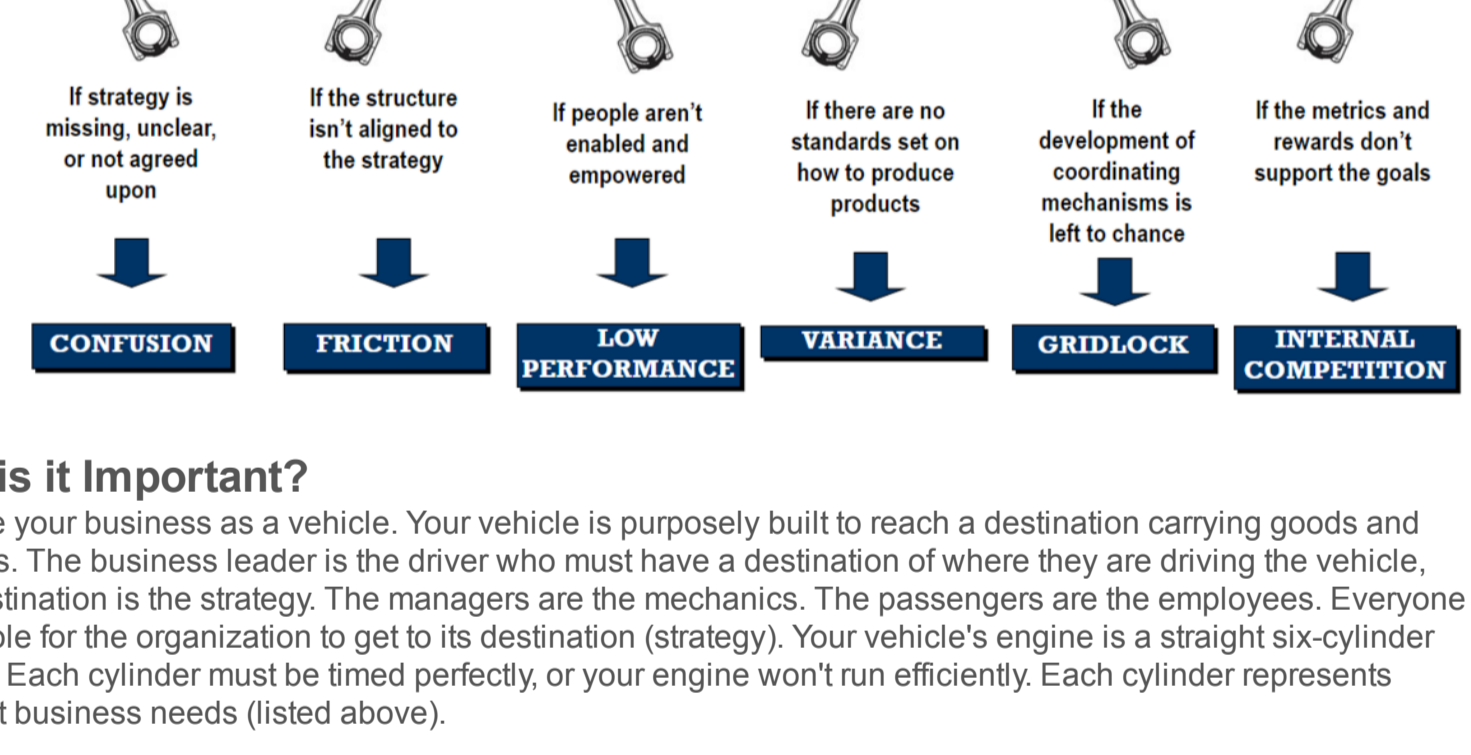 If strategy is
missing, unclear,
or not agreed
upon
If the structure
isn't aligned to
the strategy
If people aren't
enabled and
empowered
If there are no
standards set on
how to produce
products
If the
development of
coordinating
mechanisms is
left to chance
If the metrics and
rewards don't
support the goals
CONFUSION
FRICTION
LOW
PERFORMANCE
VARIANCE
GRIDLOCK
INTERNAL
COMPETITION
is it Important?
your business as a vehicle. Your vehicle is purposely built to reach a destination carrying goods and
The business leader is the driver who must have a destination of where they are driving the vehicle,
is the strategy. The managers are the mechanics. The passengers are the employees. Everyone
for the organization to get to its destination (strategy). Your vehicle's engine is a straight six-cylinder
Each cylinder must be timed perfectly, or your engine won't run efficiently. Each cylinder represents
business needs (listed above).